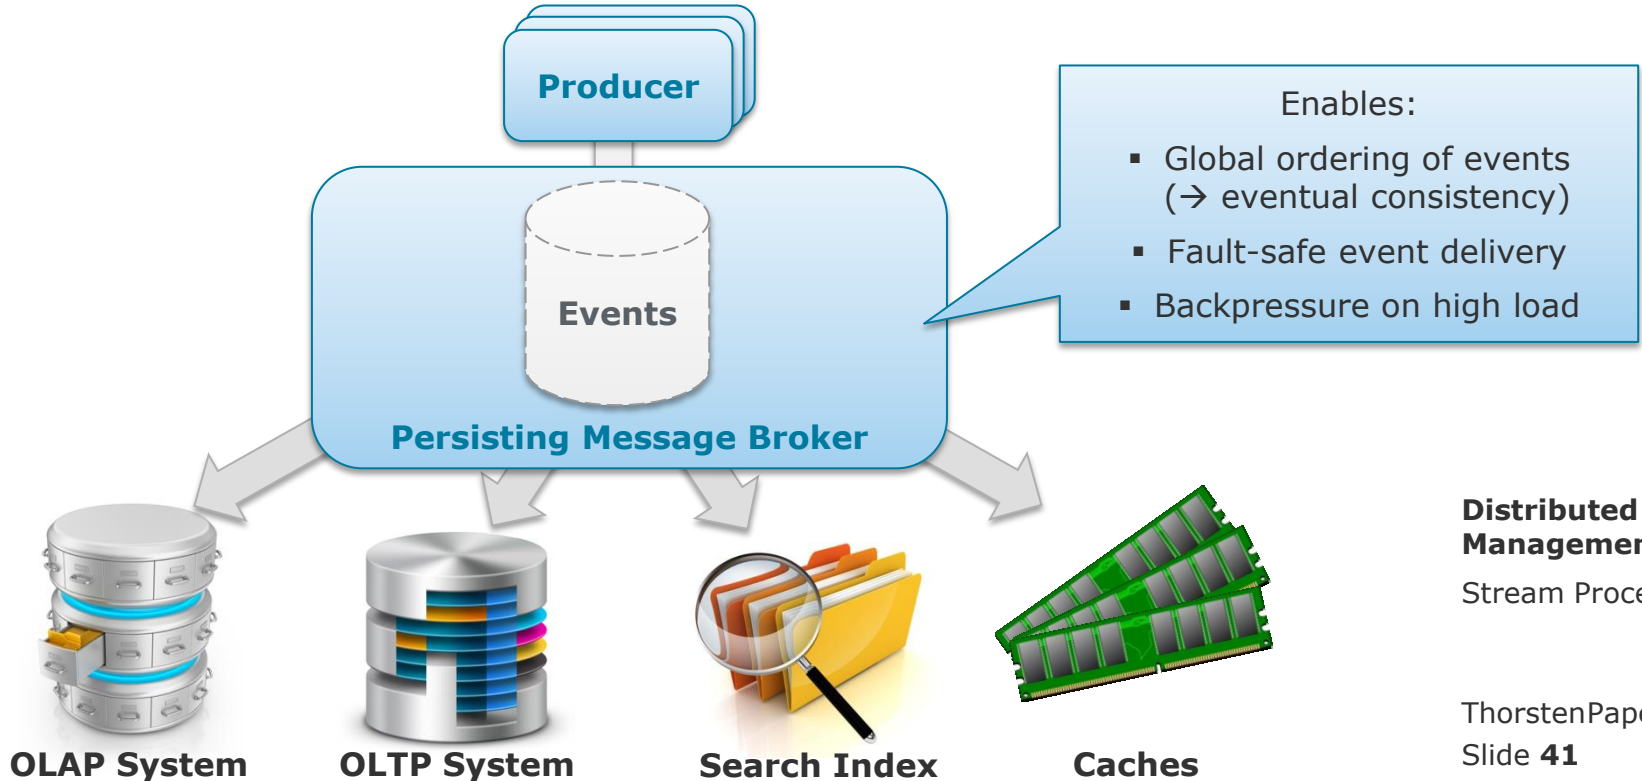 Producer
Enables:
▪ Global ordering of events
(→ eventual consistency)
▪ Fault-safe event delivery
▪ Backpressure on high load
Events
Persisting Message Broker
OLAP System
OLTP System
Search Index
Caches
Distributed
Stream
Slide 41